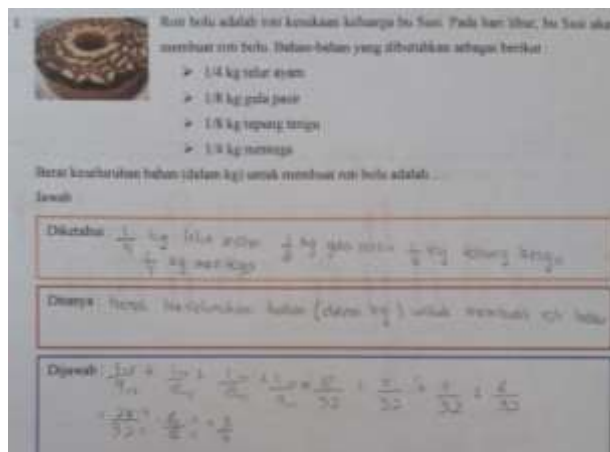 Roti bolu adalah roti kesukaan keluarga bu Susi. Pada hari libur, bu Susi aka
membuat roti bolu. Bahan-bahan yang dibutuhkan sebagai berikut :
➢ 1/4 kg telur ayam
➢ 1/8 kg gula pasir
➢ 1/8 kg tepung terigu
➢ 1/4 kg mentega
Berat keseluruhan bahan (dalam kg) untuk membuat roti bolu adalah ...
Jawab
Diketahui : 1/4 kg telur ayam 1/8 kg gula pasir 1/8 kg tepung terigu
1/4 kg mentega
Ditanya : Berat keseluruhan bahan (dalam kg) untuk membuat roti bolu
Dijawab :